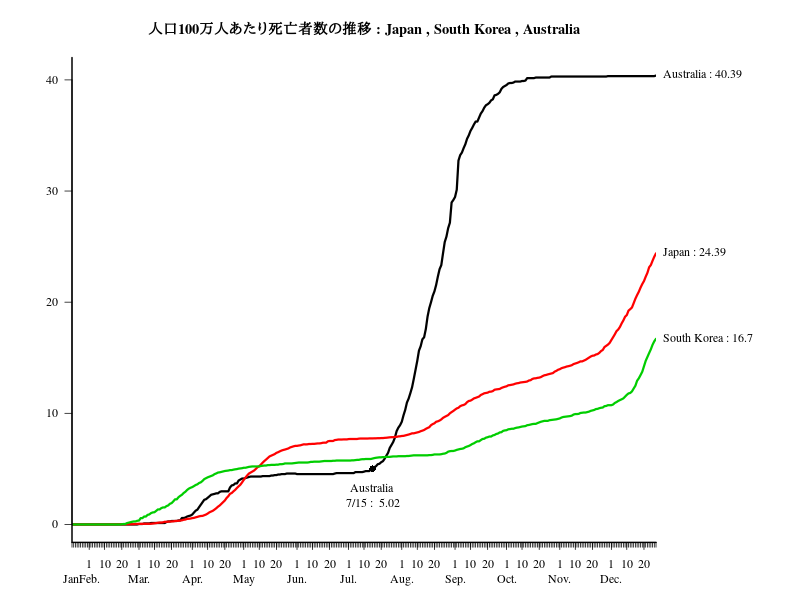 人口100万人あたり死亡者数の推移 : Japan , South Korea , Australia
40
30
20
10
0
Australia : 40.39
Japan : 24.39
South Korea : 16.7
Australia
7/15 : 5.02
1 10 20 1 10 20 1 10 20 1 10 20 1 10 20 1 10 20 1 10 20 1 10 20 1 10 20 1 10 20 1 10 20
JanFeb. Mar. Apr. May Jun. Jul. Aug. Sep. Oct. Nov. Dec.